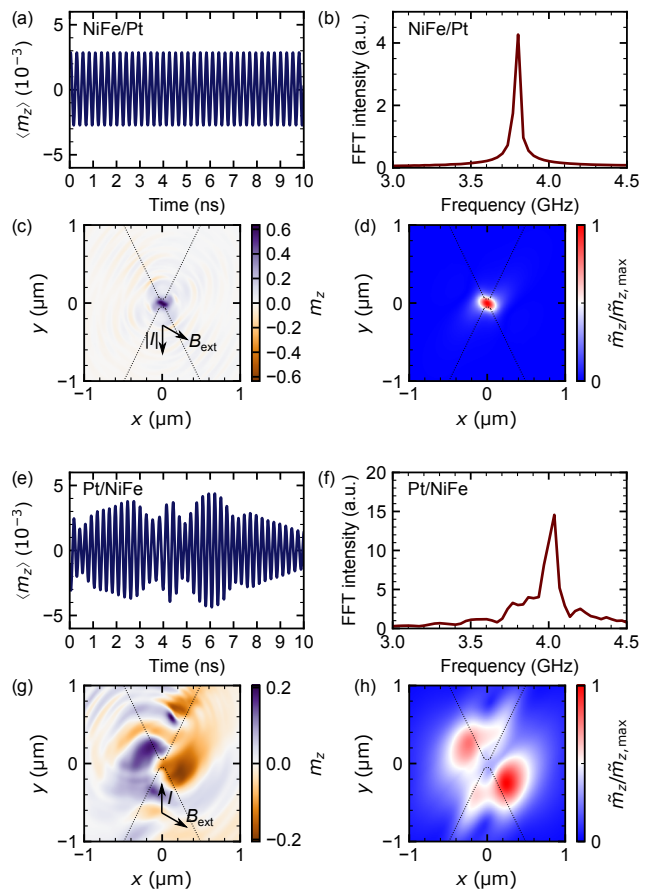 (a) NiFe/Pt
⟨m_z⟩ (10⁻³)
5
0
−5
0 1 2 3 4 5 6 7 8 9 10
Time (ns)
(b) NiFe/Pt
FFT intensity (a.u.)
4
2
0
3.0 3.5 4.0 4.5
Frequency (GHz)
(c)
y (µm)
1
0
−1
−1 0 1
x (µm)
|I| B_ext
0.6
0.4
0.2
0.0
−0.2
−0.4
−0.6
m_z
(d)
y (µm)
1
0
−1
−1 0 1
x (µm)
1
0
m̃_z/m̃_z, max
(e) Pt/NiFe
⟨m_z⟩ (10⁻³)
5
0
−5
0 1 2 3 4 5 6 7 8 9 10
Time (ns)
(f) Pt/NiFe
FFT intensity (a.u.)
20
15
10
5
0
3.0 3.5 4.0 4.5
Frequency (GHz)
(g)
y (µm)
1
0
−1
−1 0 1
x (µm)
I B_ext
0.2
0.0
−0.2
m_z
(h)
y (µm)
1
0
−1
−1 0 1
x (µm)
1
0
m̃_z/m̃_z, max